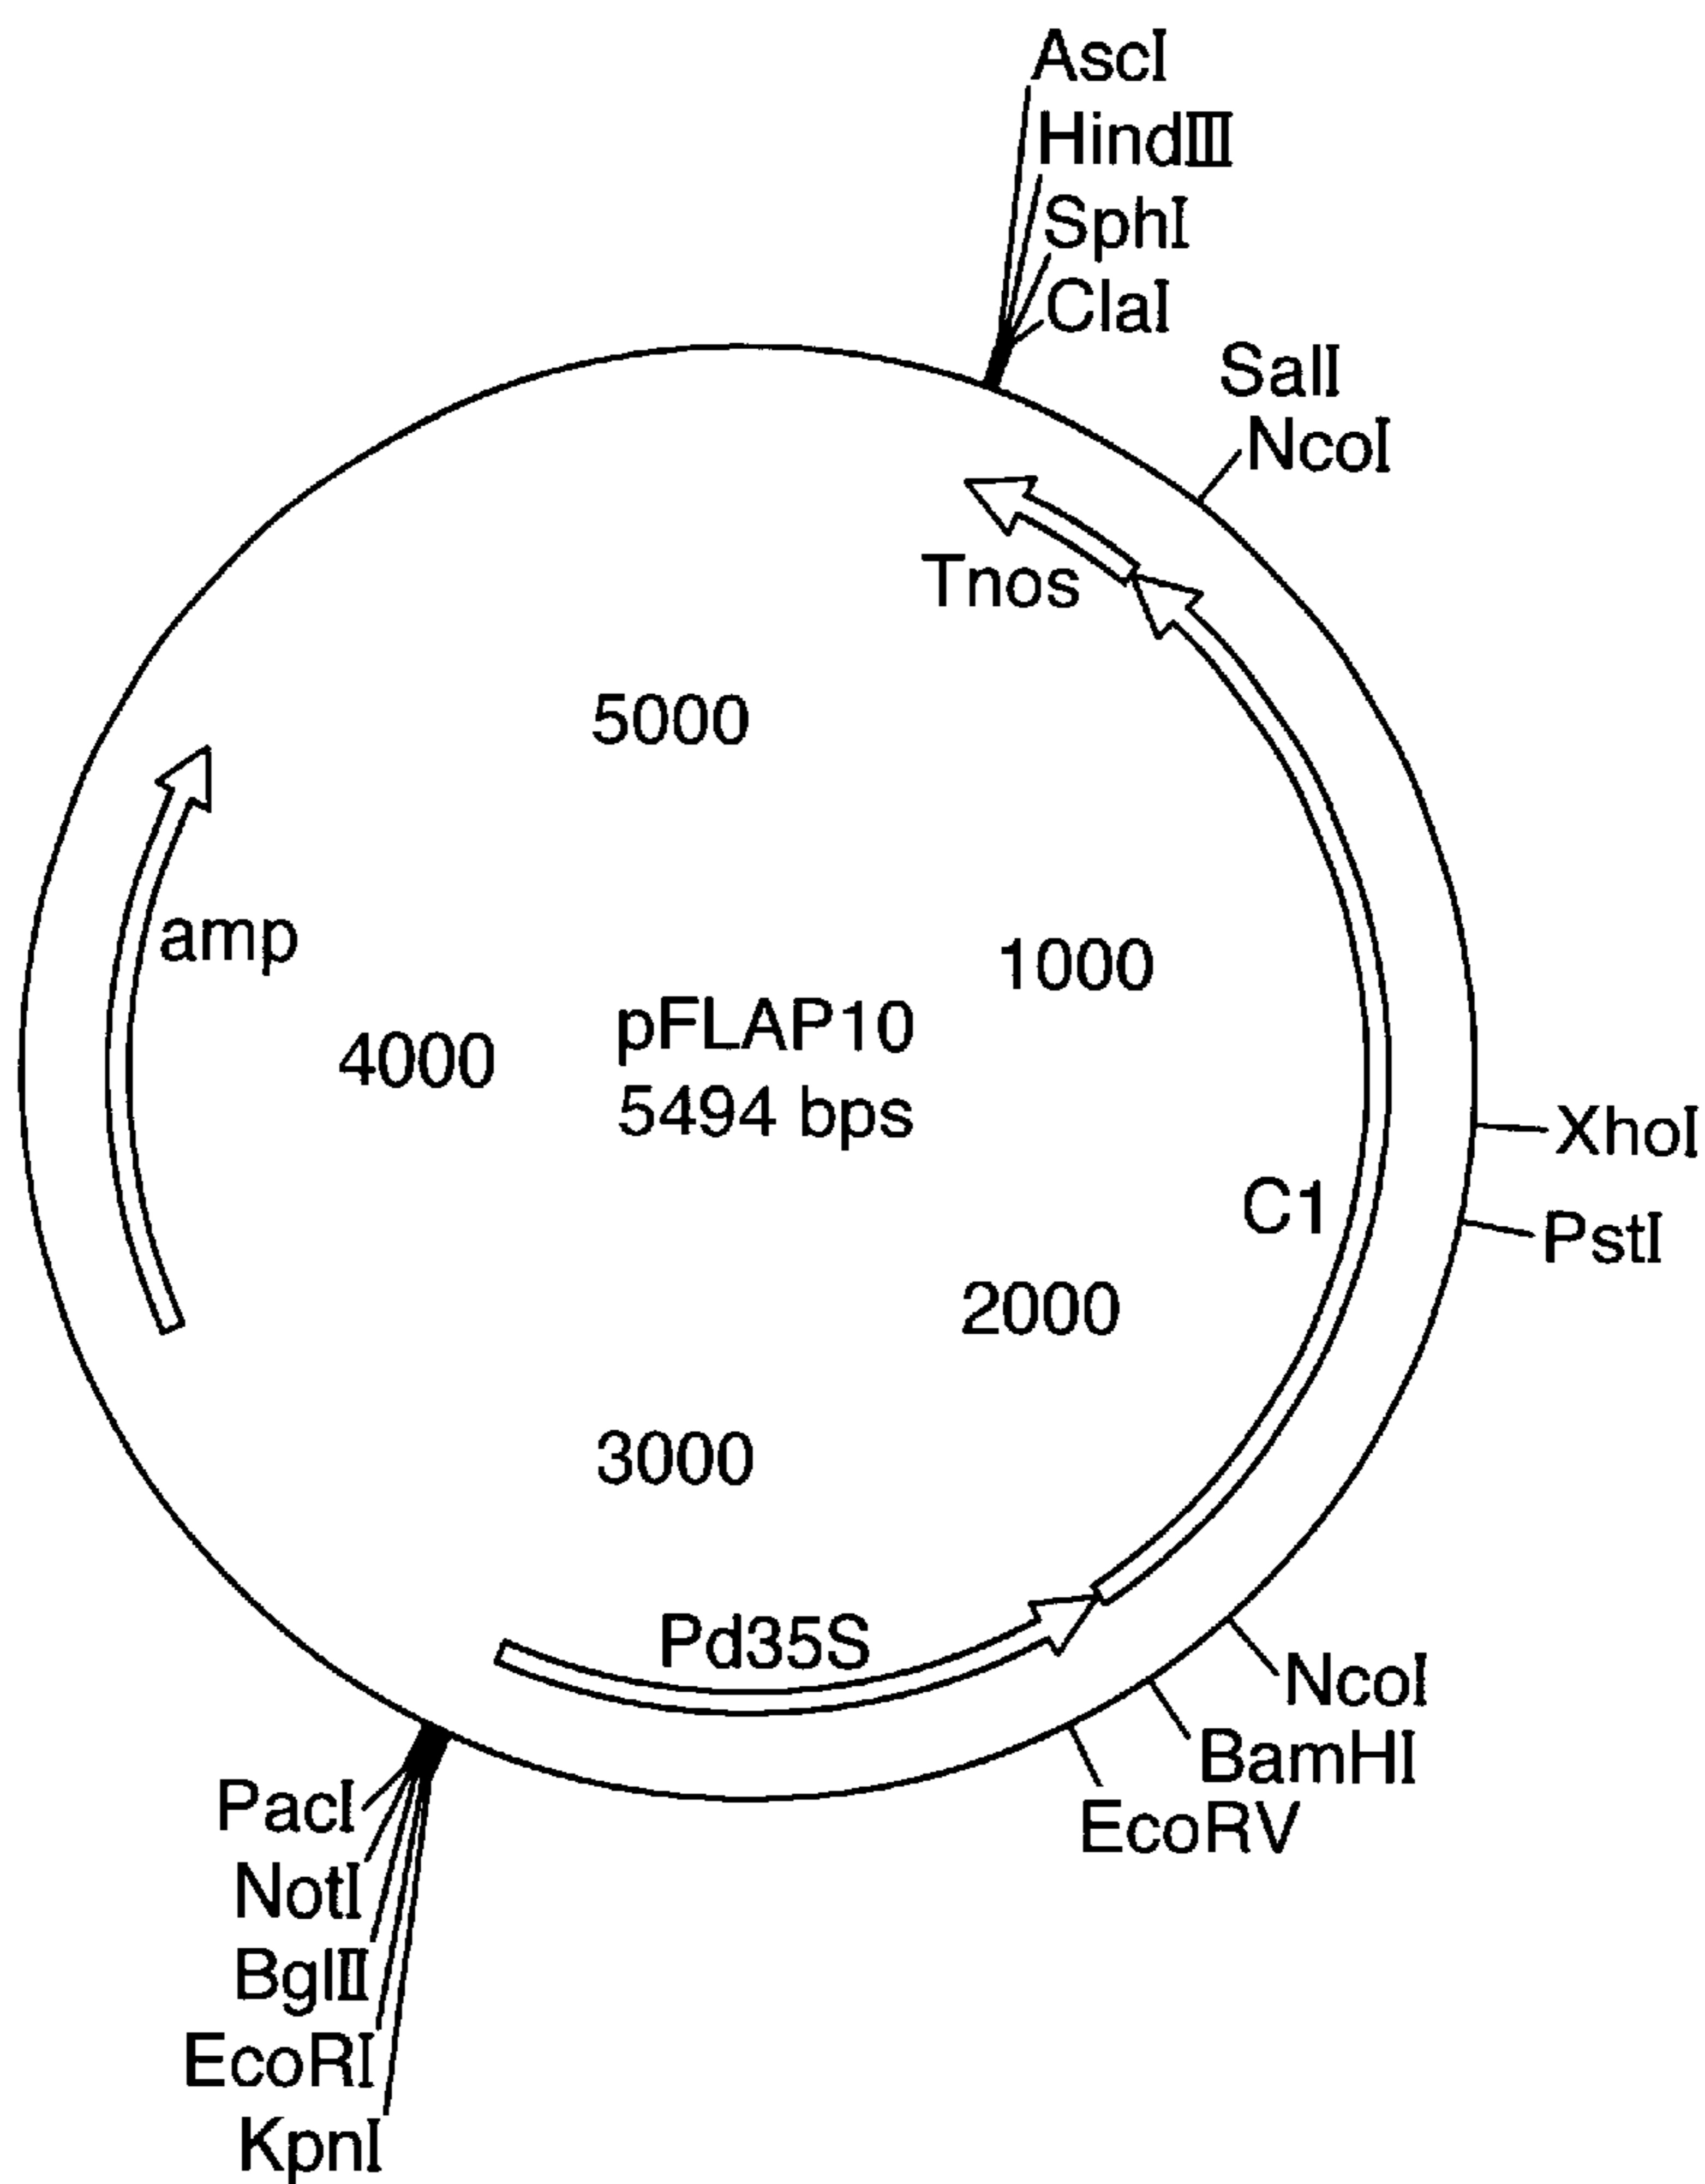 AscI
HindIII
SphI
ClaI
SalI
NcoI
Tnos
5000
amp
1000
pFLAP10
4000
5494 bps
XhoI
C1
PstI
2000
3000
Pd35S
NcoI
BamHI
EcoRV
PacI
NotI
BglII
EcoRI
KpnI